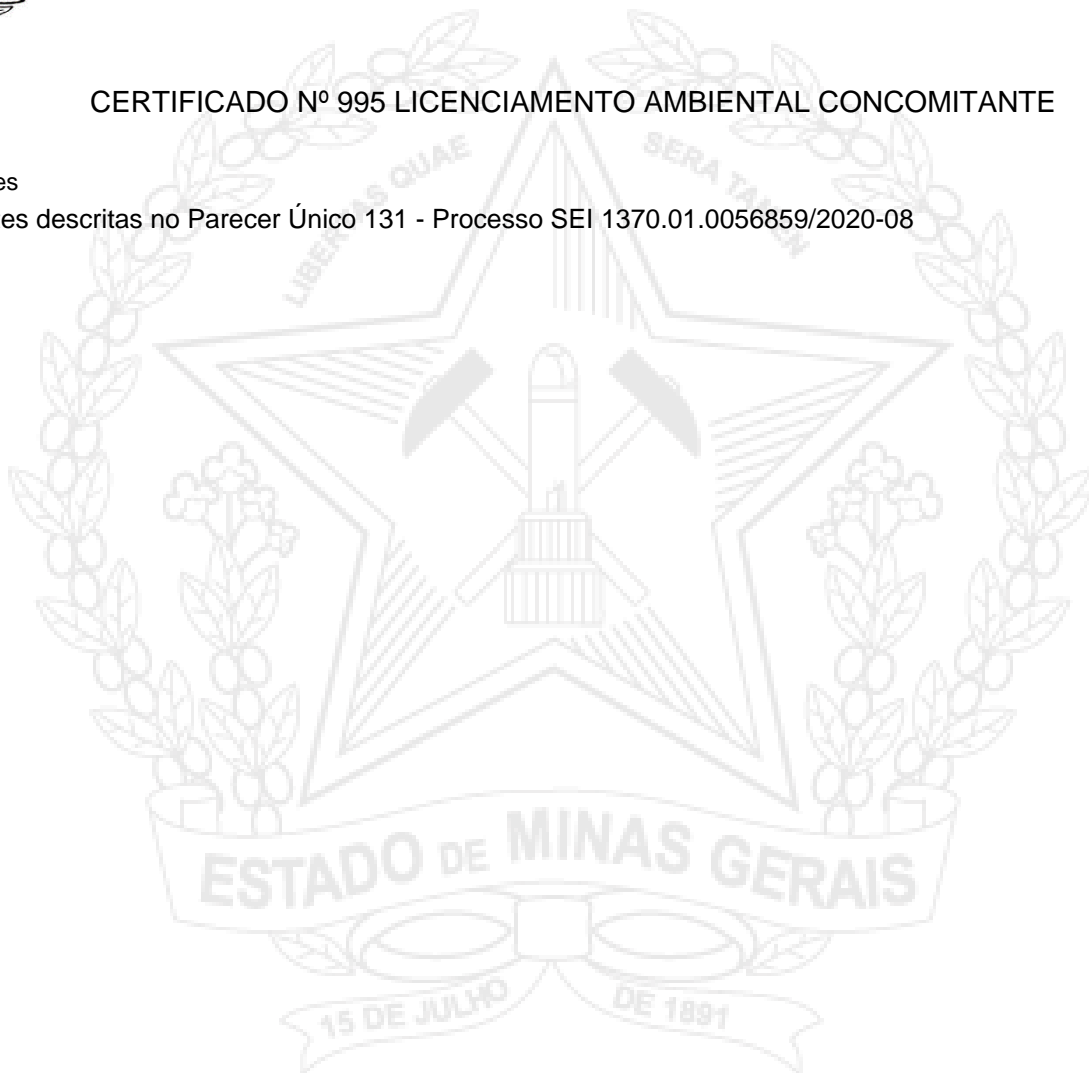 CERTIFICADO Nº 995 LICENCIAMENTO AMBIENTAL CONCOMITANTE
es
es descritas no Parecer Único 131 - Processo SEI 1370.01.0056859/2020-08
LIBERTAS QUAE SERA TAMEN
ESTADO DE MINAS GERAIS
15 DE JULHO DE 1891